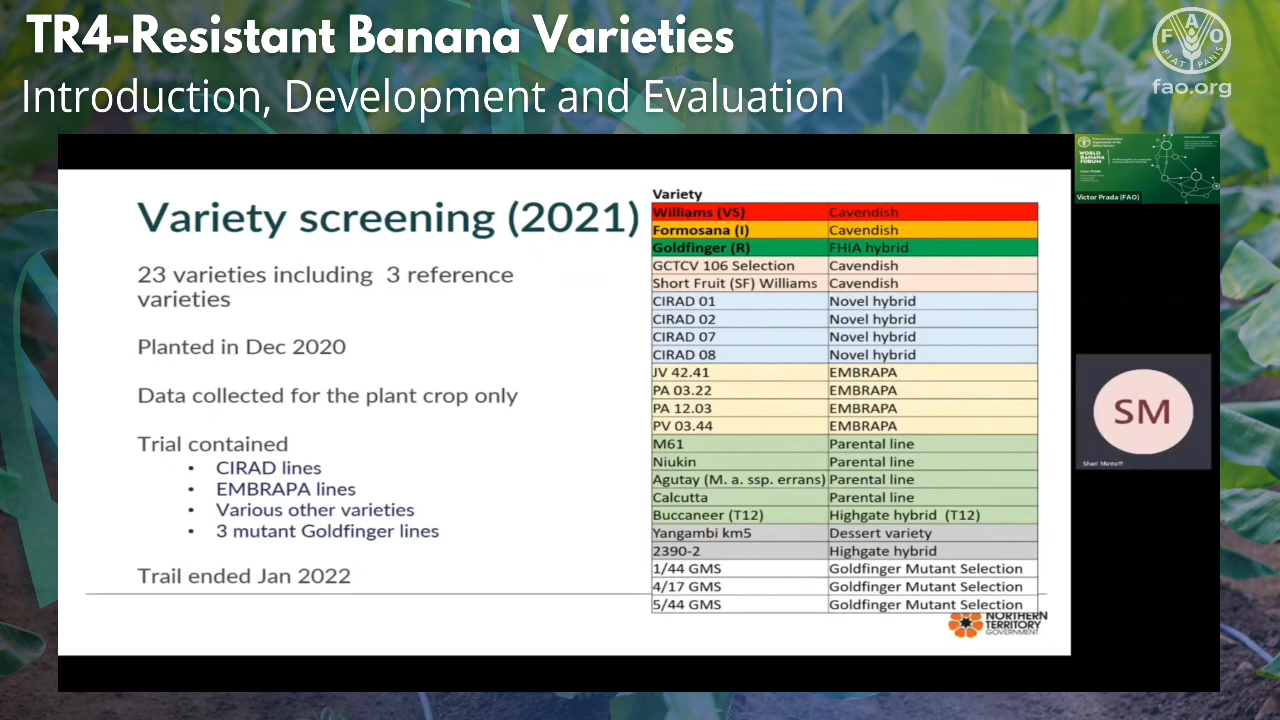 TR4-Resistant Banana Varieties
Introduction, Development and Evaluation
F A O
FIAT PANIS
fao.org
Variety screening (2021)
23 varieties including 3 reference
varieties
Planted in Dec 2020
Data collected for the plant crop only
Trial contained
• CIRAD lines
• EMBRAPA lines
• Various other varieties
• 3 mutant Goldfinger lines
Trail ended Jan 2022
Variety
Williams (VS) Cavendish
Formosana (I) Cavendish
Goldfinger (R) FHIA hybrid
GCTCV 106 Selection Cavendish
Short Fruit (SF) Williams Cavendish
CIRAD 01 Novel hybrid
CIRAD 02 Novel hybrid
CIRAD 07 Novel hybrid
CIRAD 08 Novel hybrid
JV 42.41 EMBRAPA
PA 03.22 EMBRAPA
PA 12.03 EMBRAPA
PV 03.44 EMBRAPA
M61 Parental line
Niukin Parental line
Agutay (M. a. ssp. errans) Parental line
Calcutta Parental line
Buccaneer (T12) Highgate hybrid (T12)
Yangambi km5 Dessert variety
2390-2 Highgate hybrid
1/44 GMS Goldfinger Mutant Selection
4/17 GMS Goldfinger Mutant Selection
5/44 GMS Goldfinger Mutant Selection
NORTHERN
TERRITORY
GOVERNMENT
WORLD
BANANA
FORUM
Victor Prada (FAO)
SM
Shari Mintoff